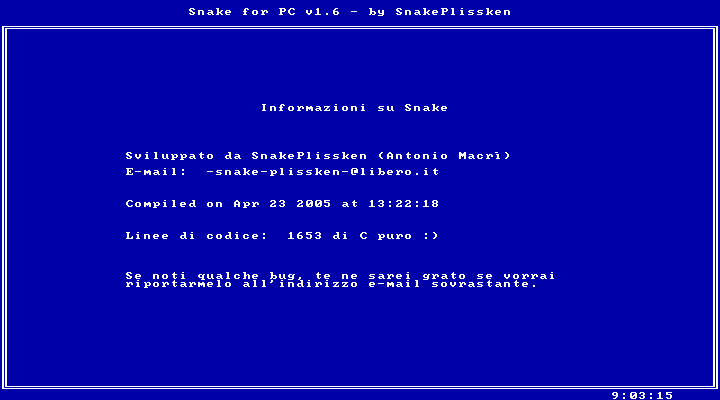 Snake for PC v1.6 - by SnakePlissken
Informazioni su Snake
Sviluppato da SnakePlissken (Antonio Macrì)
E-mail:  -snake-plissken-@libero.it
Compiled on Apr 23 2005 at 13:22:18
Linee di codice:  1653 di C puro :)
Se noti qualche bug, te ne sarei grato se vorrai
riportarmelo all'indirizzo e-mail sovrastante.
9:03:15